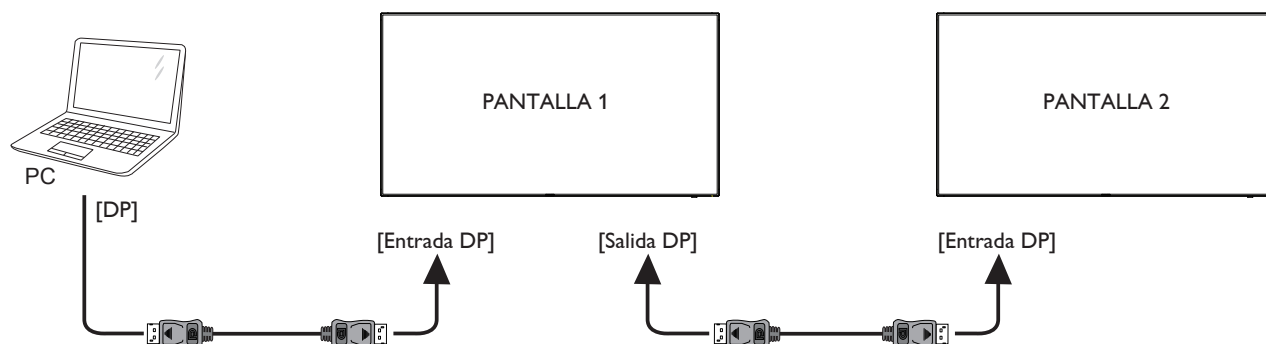 PANTALLA 1
PANTALLA 2
PC
[DP]
[Entrada DP]
[Salida DP]
[Entrada DP]